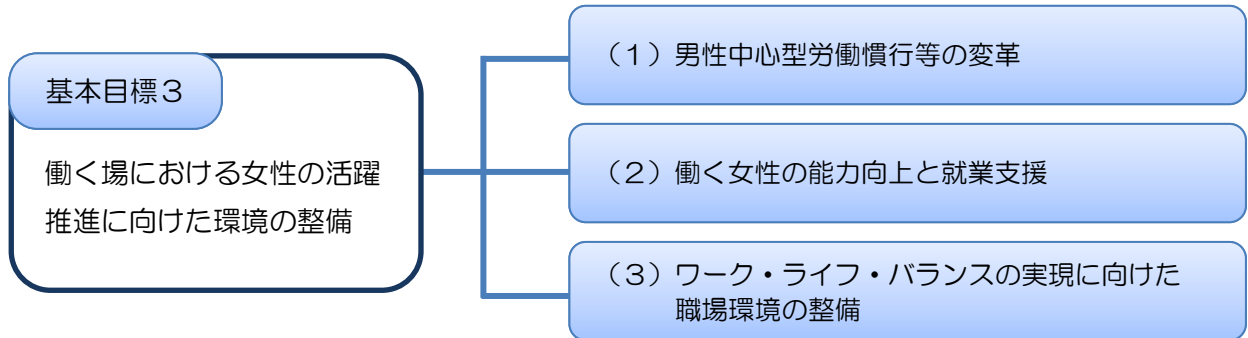 基本目標３
働く場における女性の活躍
推進に向けた環境の整備
（１）男性中心型労働慣行等の変革
（２）働く女性の能力向上と就業支援
（３）ワーク・ライフ・バランスの実現に向けた
職場環境の整備